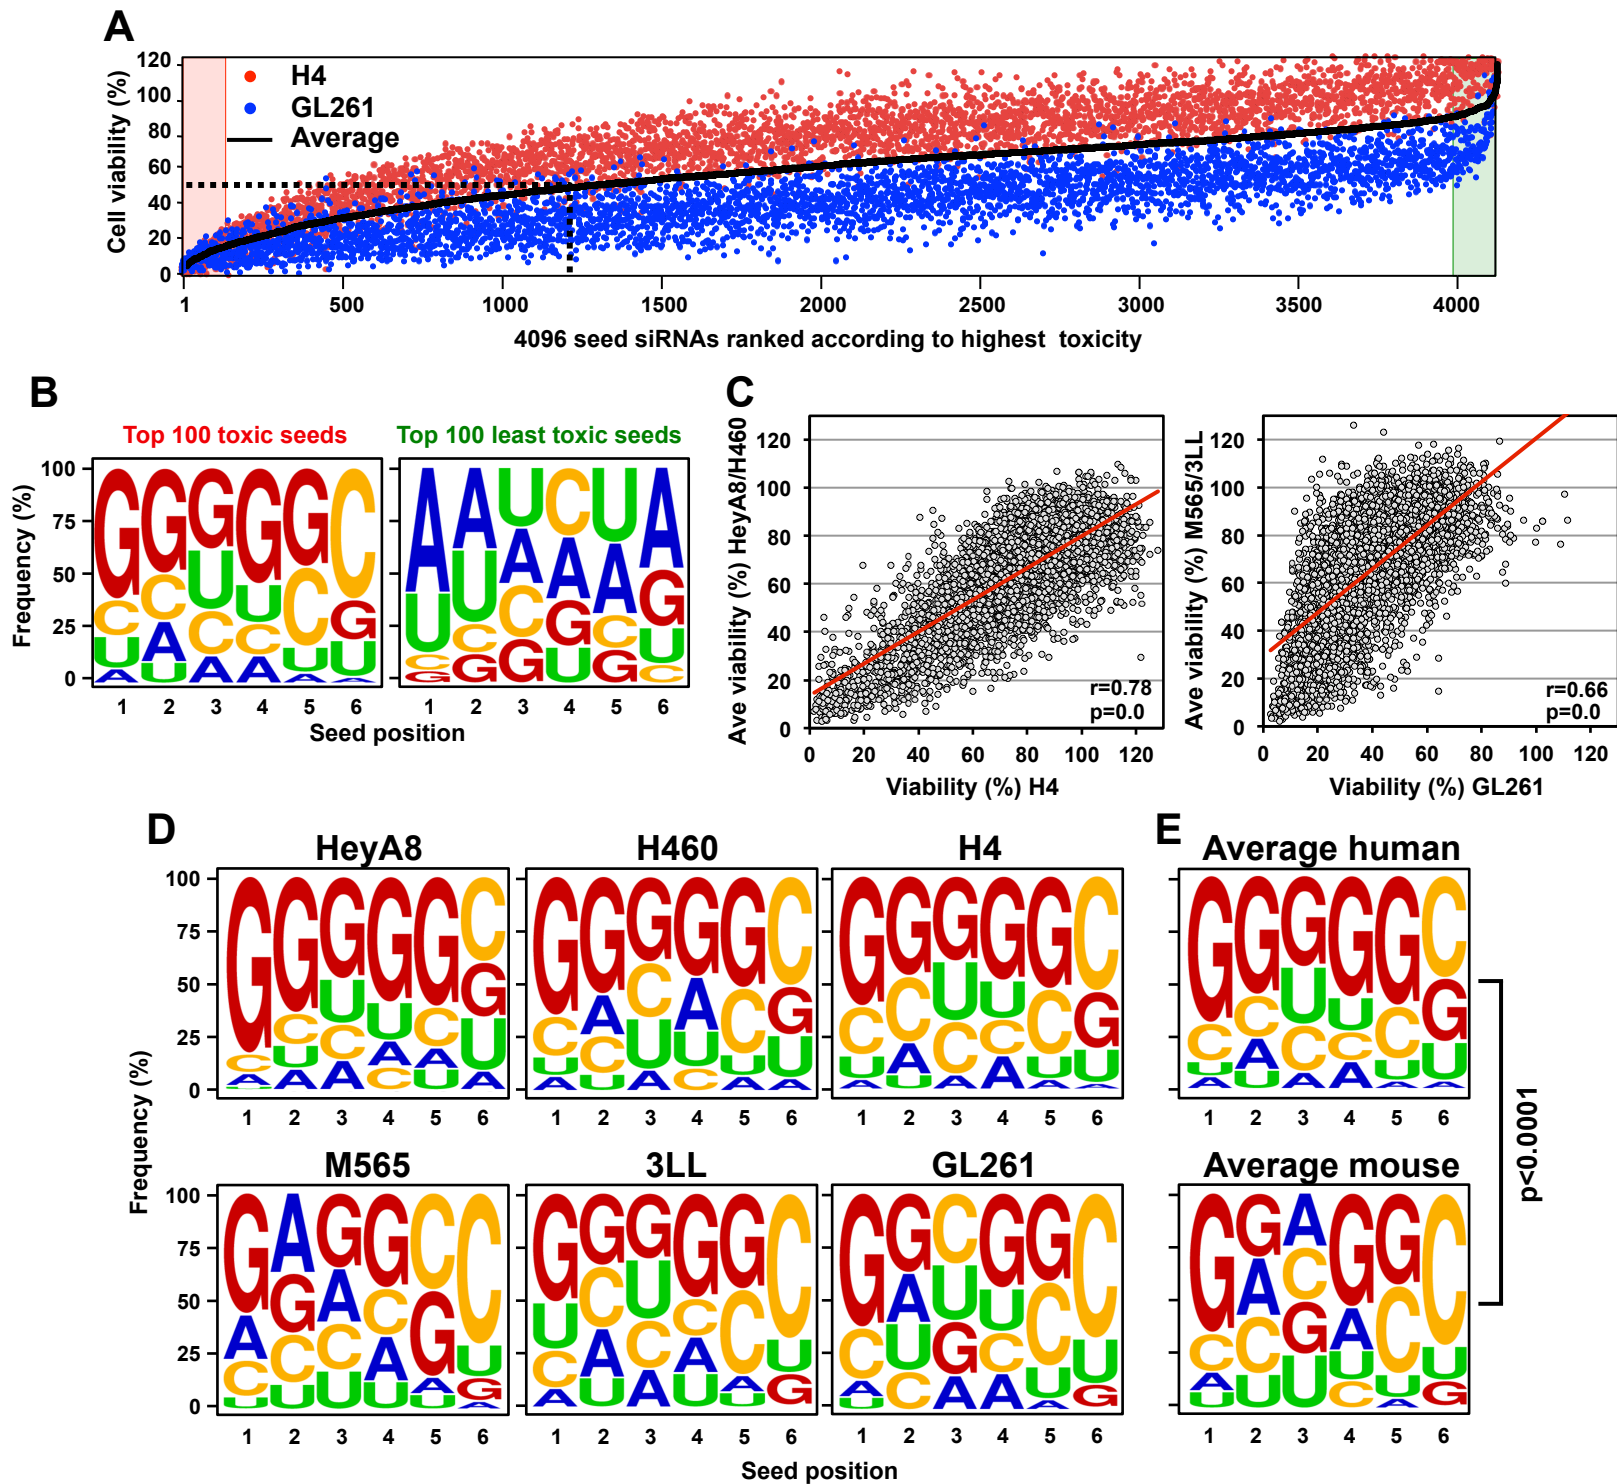 A
Cell viability (%)
120
100
80
60
40
20
0
H4
GL261
Average
1 500 1000 1500 2000 2500 3000 3500 4000
4096 seed siRNAs ranked according to highest toxicity
B
Top 100 toxic seeds Top 100 least toxic seeds
Frequency (%)
100
75
50
25
0
G G G G G C
C C U U C G
U A C C U U
A U A A A A
A A U C U A
U U A A A G
C C C G C U
G G G U G C
1 2 3 4 5 6 1 2 3 4 5 6
Seed position
C
Ave viability (%) HeyA8/H460
120
100
80
60
40
20
0
r=0.78
p=0.0
0 20 40 60 80 100 120
Viability (%) H4
Ave viability (%) M565/3LL
120
100
80
60
40
20
0
r=0.66
p=0.0
0 20 40 60 80 100 120
Viability (%) GL261
D
Frequency (%)
HeyA8 H460 H4
100
75
50
25
0
G G G G G C
C C U U C G
A U C A A U
U A A C U A
G G G G G C
C A C A C G
U C U U U U
A U A C A A
G G G G G C
C C U U C G
U A C C U U
A U A A A A
1 2 3 4 5 6 1 2 3 4 5 6 1 2 3 4 5 6
M565 3LL GL261
100
75
50
25
0
G A G G C C
A G A C G U
C C C A A G
U U U U U A
G G G G G C
U C U C C U
C A C A A G
A U A U U
G G C G G C
C A U U C U
A U G C U G
U C A A A
1 2 3 4 5 6 1 2 3 4 5 6 1 2 3 4 5 6
Seed position
E
Average human
G G G G G C
C C U U C G
U A C C U U
A U A A A A
1 2 3 4 5 6
Average mouse
G G A G G C
C A C A C U
A C G U U G
U U U C A
1 2 3 4 5 6
p<0.0001